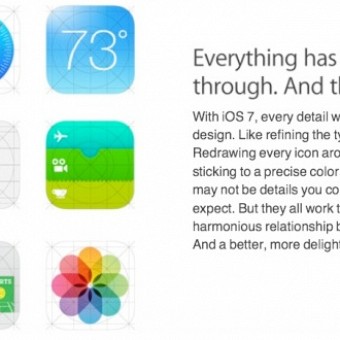 73°
Everything has
through. And th
With iOS 7, every detail w
design. Like refining the ty
Redrawing every icon arou
sticking to a precise color
may not be details you co
expect. But they all work t
harmonious relationship b
And a better, more delight
RTS